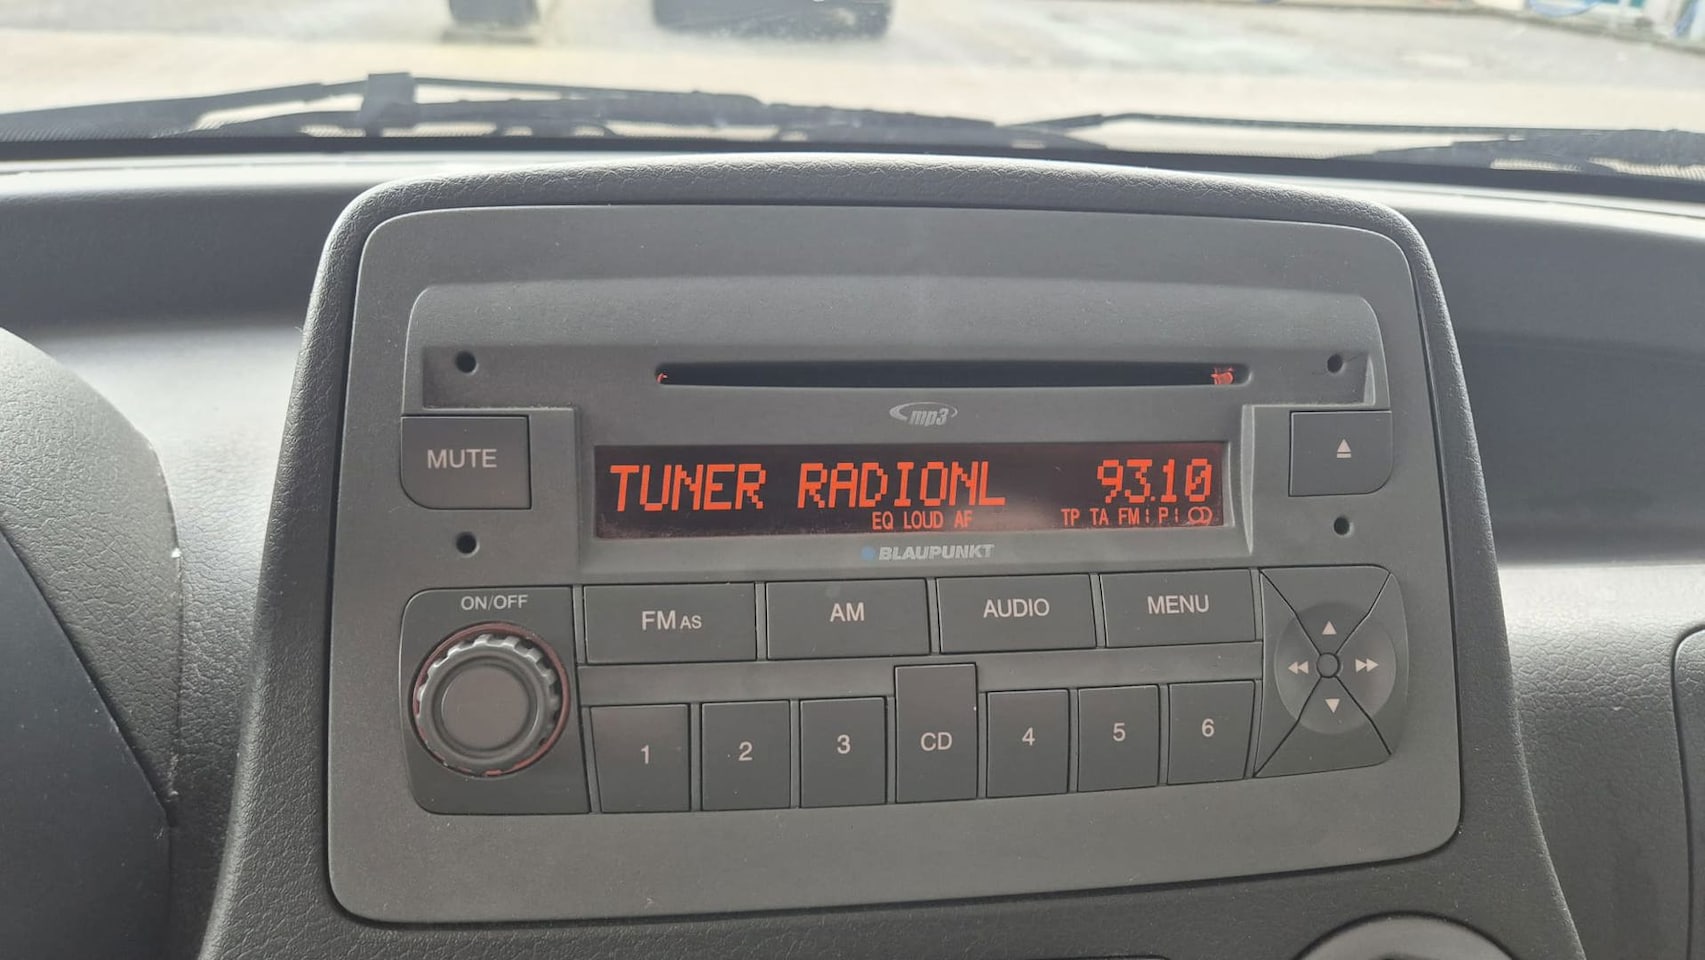 mp3
MUTE
TUNER RADIONL 93.10
EQ LOUD AF TP TA FM
BLAUPUNKT
ON/OFF
FM AS AM AUDIO MENU
1 2 3 CD 4 5 6